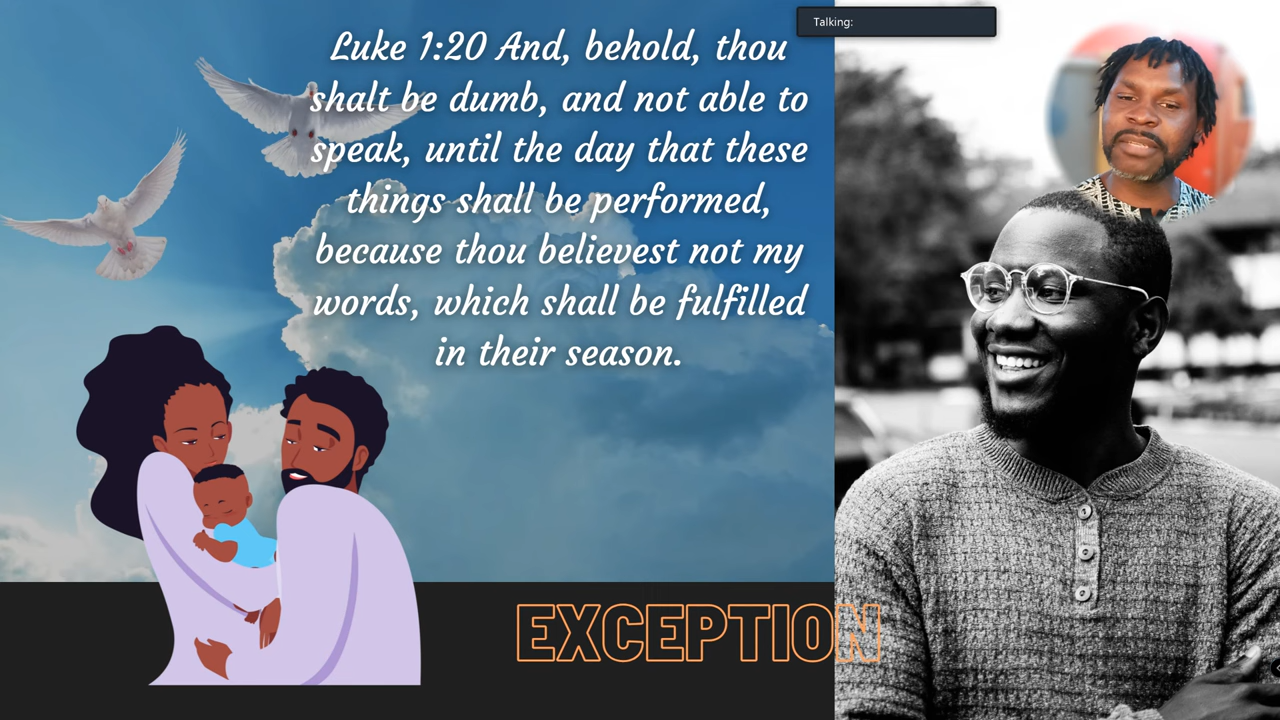 Talking:
Luke 1:20 And, behold, thou
shalt be dumb, and not able to
speak, until the day that these
things shall be performed,
because thou believest not my
words, which shall be fulfilled
in their season.
EXCEPTION